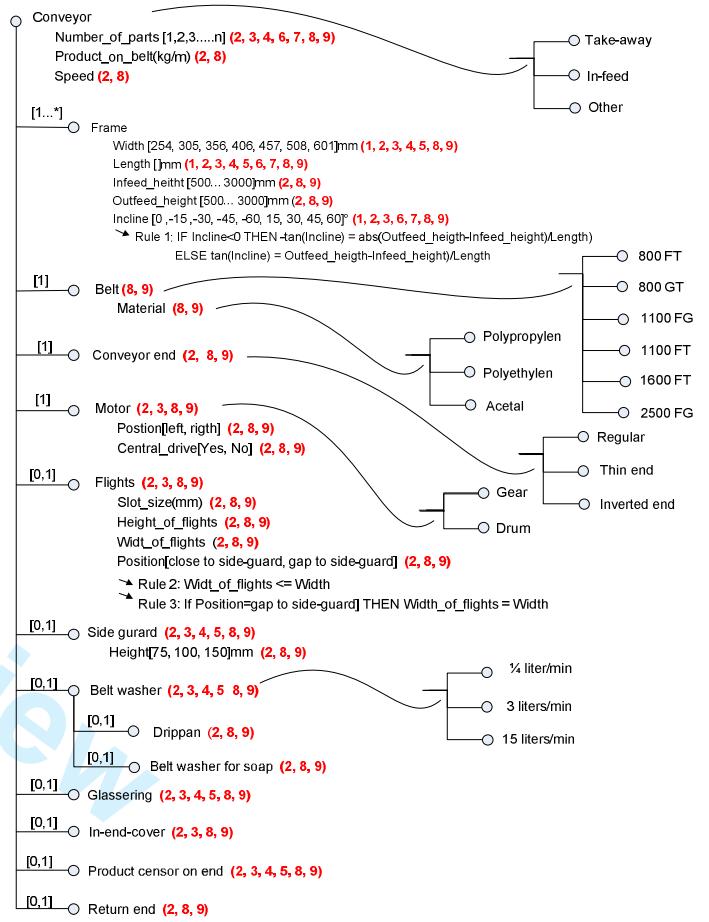 Conveyor
Number_of_parts [1,2,3.....n] (2, 3, 4, 6, 7, 8, 9)
Product_on_belt(kg/m) (2, 8)
Speed (2, 8)
Take-away
In-feed
Other
[1...*]
Frame
Width [254, 305, 356, 406, 457, 508, 601]mm (1, 2, 3, 4, 5, 8, 9)
Length []mm (1, 2, 3, 4, 5, 6, 7, 8, 9)
Infeed_heitht [500... 3000]mm (2, 8, 9)
Outfeed_height [500... 3000]mm (2, 8, 9)
Incline [0 ,-15 ,-30, -45, -60, 15, 30, 45, 60]° (1, 2, 3, 6, 7, 8, 9)
Rule 1: IF Incline<0 THEN -tan(Incline) = abs(Outfeed_heigth-Infeed_height)/Length)
ELSE tan(Incline) = Outfeed_heigth-Infeed_height)/Length
[1]
Belt (8, 9)
Material (8, 9)
800 FT
800 GT
1100 FG
1100 FT
1600 FT
2500 FG
Polypropylen
Polyethylen
Acetal
[1]
Conveyor end (2, 8, 9)
Regular
Thin end
Inverted end
[1]
Motor (2, 3, 8, 9)
Postion[left, rigth] (2, 8, 9)
Central_drive[Yes, No] (2, 8, 9)
Gear
Drum
[0,1]
Flights (2, 3, 8, 9)
Slot_size(mm) (2, 8, 9)
Height_of_flights (2, 8, 9)
Widt_of_flights (2, 8, 9)
Position[close to side-guard, gap to side-guard] (2, 8, 9)
Rule 2: Widt_of_flights <= Width
Rule 3: If Position=gap to side-guard] THEN Width_of_flights = Width
[0,1]
Side gurard (2, 3, 4, 5, 8, 9)
Height[75, 100, 150]mm (2, 8, 9)
[0,1]
Belt washer (2, 3, 4, 5 8, 9)
¼ liter/min
3 liters/min
15 liters/min
[0,1]
Drippan (2, 8, 9)
[0,1]
Belt washer for soap (2, 8, 9)
[0,1]
Glassering (2, 3, 4, 5, 8, 9)
[0,1]
In-end-cover (2, 3, 8, 9)
[0,1]
Product censor on end (2, 3, 4, 5, 8, 9)
[0,1]
Return end (2, 8, 9)
iew